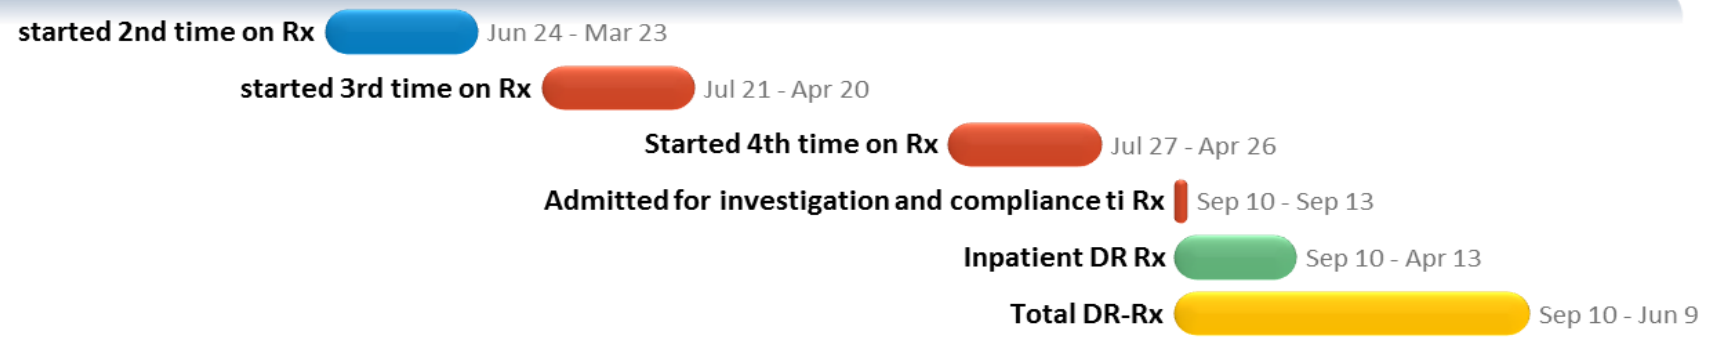 started 2nd time on Rx Jun 24 - Mar 23
started 3rd time on Rx Jul 21 - Apr 20
Started 4th time on Rx Jul 27 - Apr 26
Admitted for investigation and compliance ti Rx Sep 10 - Sep 13
Inpatient DR Rx Sep 10 - Apr 13
Total DR-Rx Sep 10 - Jun 9